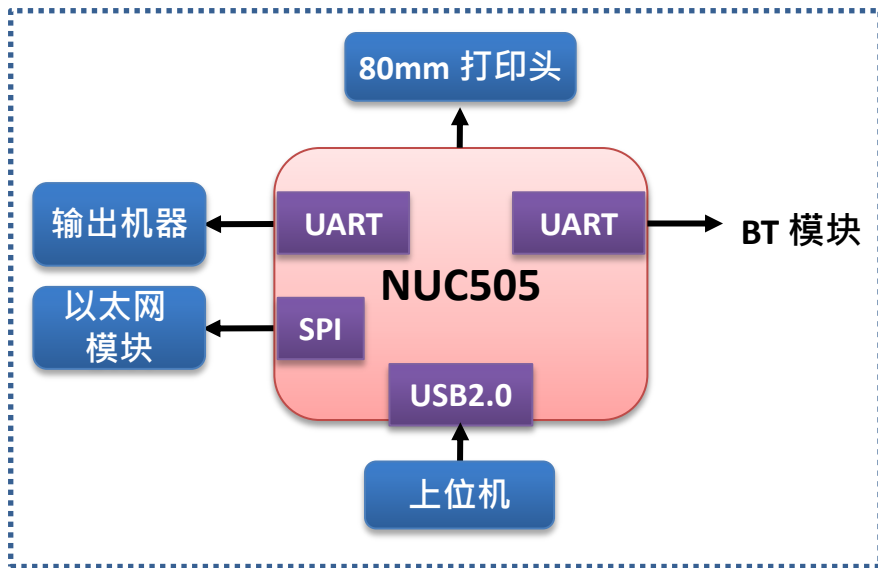 80mm 打印头
输出机器
UART
UART
BT 模块
NUC505
以太网
模块
SPI
USB2.0
上位机